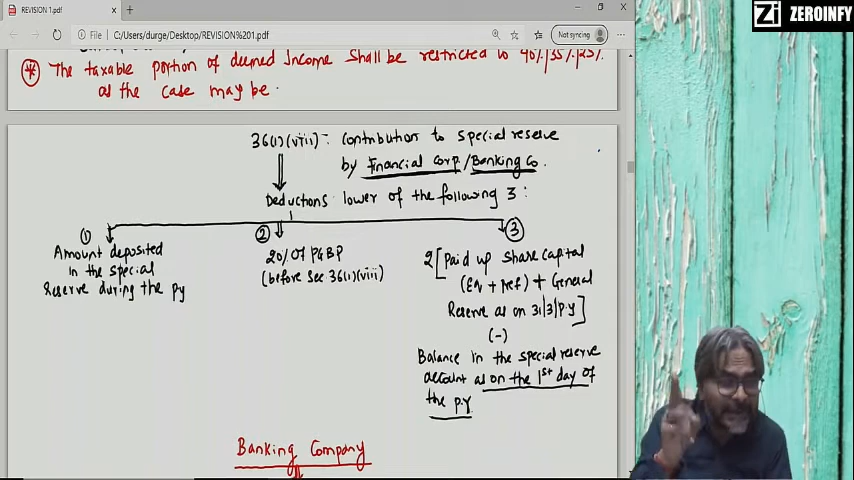 REVISION 1.pdf
File
C:/Users/durge/Desktop/REVISION%201.pdf
Not syncing
ZEROINFY
The taxable portion of deemed Income shall be restricted to 40%/35%/25%.
as the case may be.
36(1)(viii):- Contribution to special reserve
by Financial Corp/Banking Co.
Deductions lower of the following 3:
1
Amount deposited
in the special
Reserve during the py
2
20% of PGBP
(before sec 36(1)(viii)
3
2[Paid up share capital
(Eq + Pref) + General
Reserve as on 31/3/P.Y]
(-)
Balance in the special reserve
account as on the 1st day of
the P.Y
Banking Company